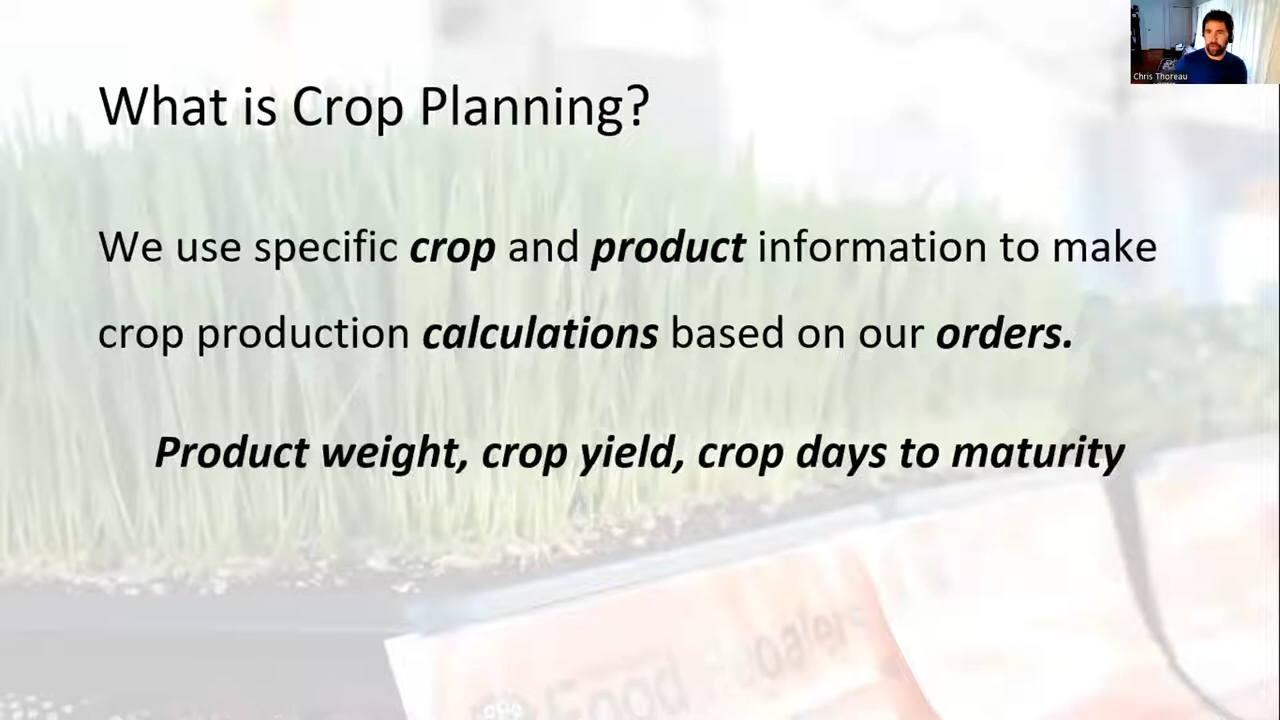 Chris Thoreau
What is Crop Planning?
We use specific crop and product information to make
crop production calculations based on our orders.
Product weight, crop yield, crop days to maturity
Food